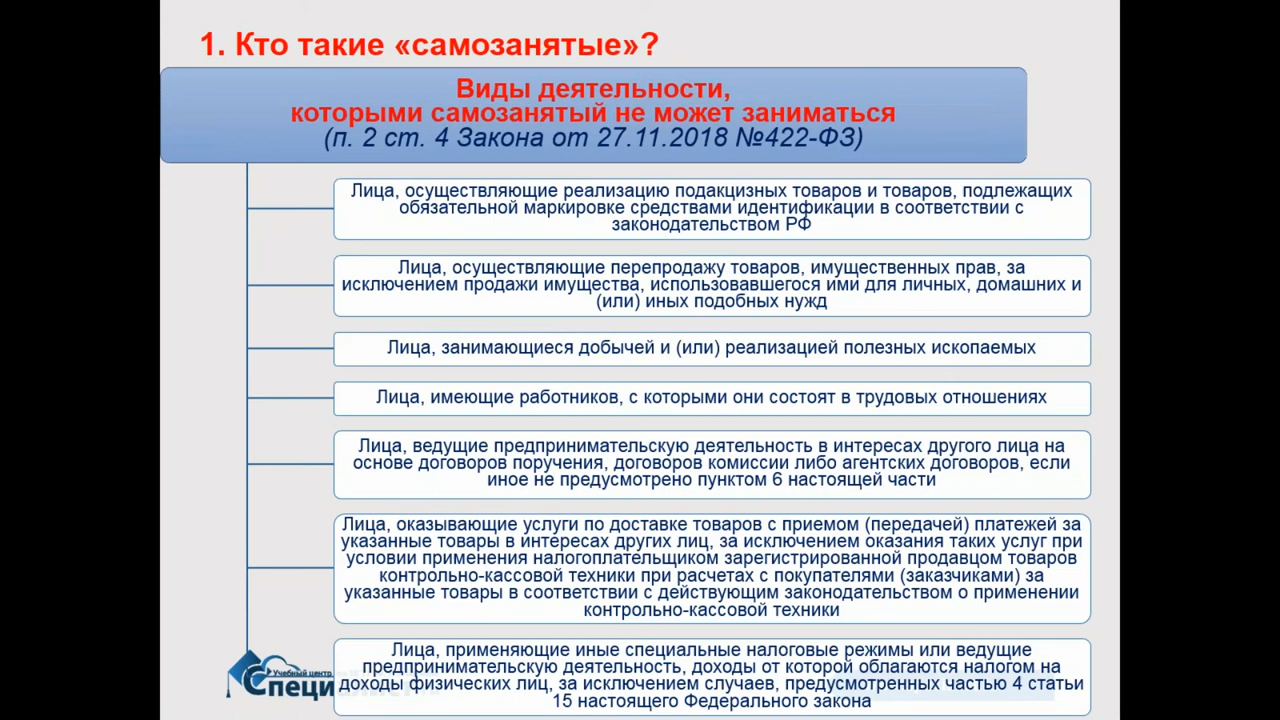 1. Кто такие «самозанятые»?
Виды деятельности,
которыми самозанятый не может заниматься
(п. 2 ст. 4 Закона от 27.11.2018 №422-ФЗ)
Лица, осуществляющие реализацию подакцизных товаров и товаров, подлежащих
обязательной маркировке средствами идентификации в соответствии с
законодательством РФ
Лица, осуществляющие перепродажу товаров, имущественных прав, за
исключением продажи имущества, использовавшегося ими для личных, домашних и
(или) иных подобных нужд
Лица, занимающиеся добычей и (или) реализацией полезных ископаемых
Лица, имеющие работников, с которыми они состоят в трудовых отношениях
Лица, ведущие предпринимательскую деятельность в интересах другого лица на
основе договоров поручения, договоров комиссии либо агентских договоров, если
иное не предусмотрено пунктом 6 настоящей части
Лица, оказывающие услуги по доставке товаров с приемом (передачей) платежей за
указанные товары в интересах других лиц, за исключением оказания таких услуг при
условии применения налогоплательщиком зарегистрированной продавцом товаров
контрольно-кассовой техники при расчетах с покупателями (заказчиками) за
указанные товары в соответствии с действующим законодательством о применении
контрольно-кассовой техники
Лица, применяющие иные специальные налоговые режимы или ведущие
предпринимательскую деятельность, доходы от которой облагаются налогом на
доходы физических лиц, за исключением случаев, предусмотренных частью 4 статьи
15 настоящего Федерального закона
Учебный центр